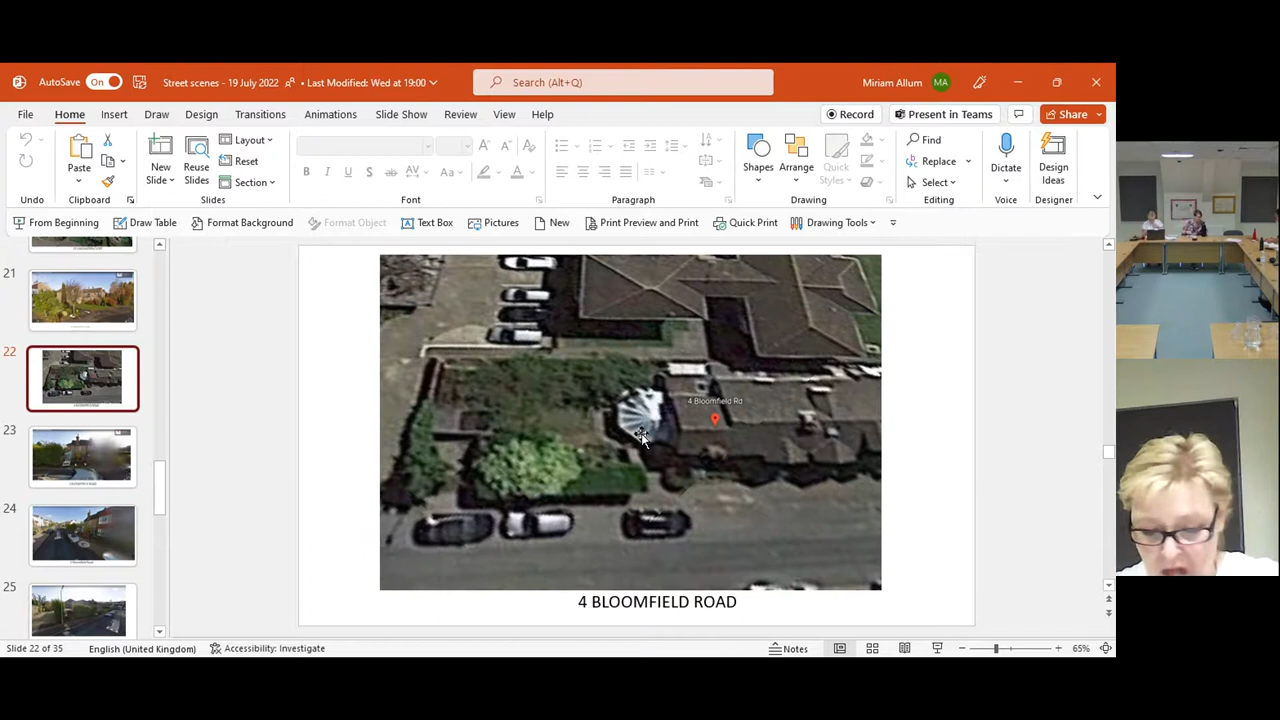 AutoSave On Street scenes - 19 July 2022 • Last Modified: Wed at 19:00 Search (Alt+Q) Miriam Allum MA
File Home Insert Draw Design Transitions Animations Slide Show Review View Help Record Present in Teams Share
Paste New Slide Reuse Slides Layout Reset Section B I U S ab AV Aa A Shapes Arrange Quick Styles Find Replace Select Dictate Design Ideas
Undo Clipboard Slides Font Paragraph Drawing Editing Voice Designer
From Beginning Draw Table Format Background Format Object Text Box Pictures New Print Preview and Print Quick Print Drawing Tools
21
22
23
24
25
4 Bloomfield Rd
4 BLOOMFIELD ROAD
Slide 22 of 35 English (United Kingdom) Accessibility: Investigate Notes 65%